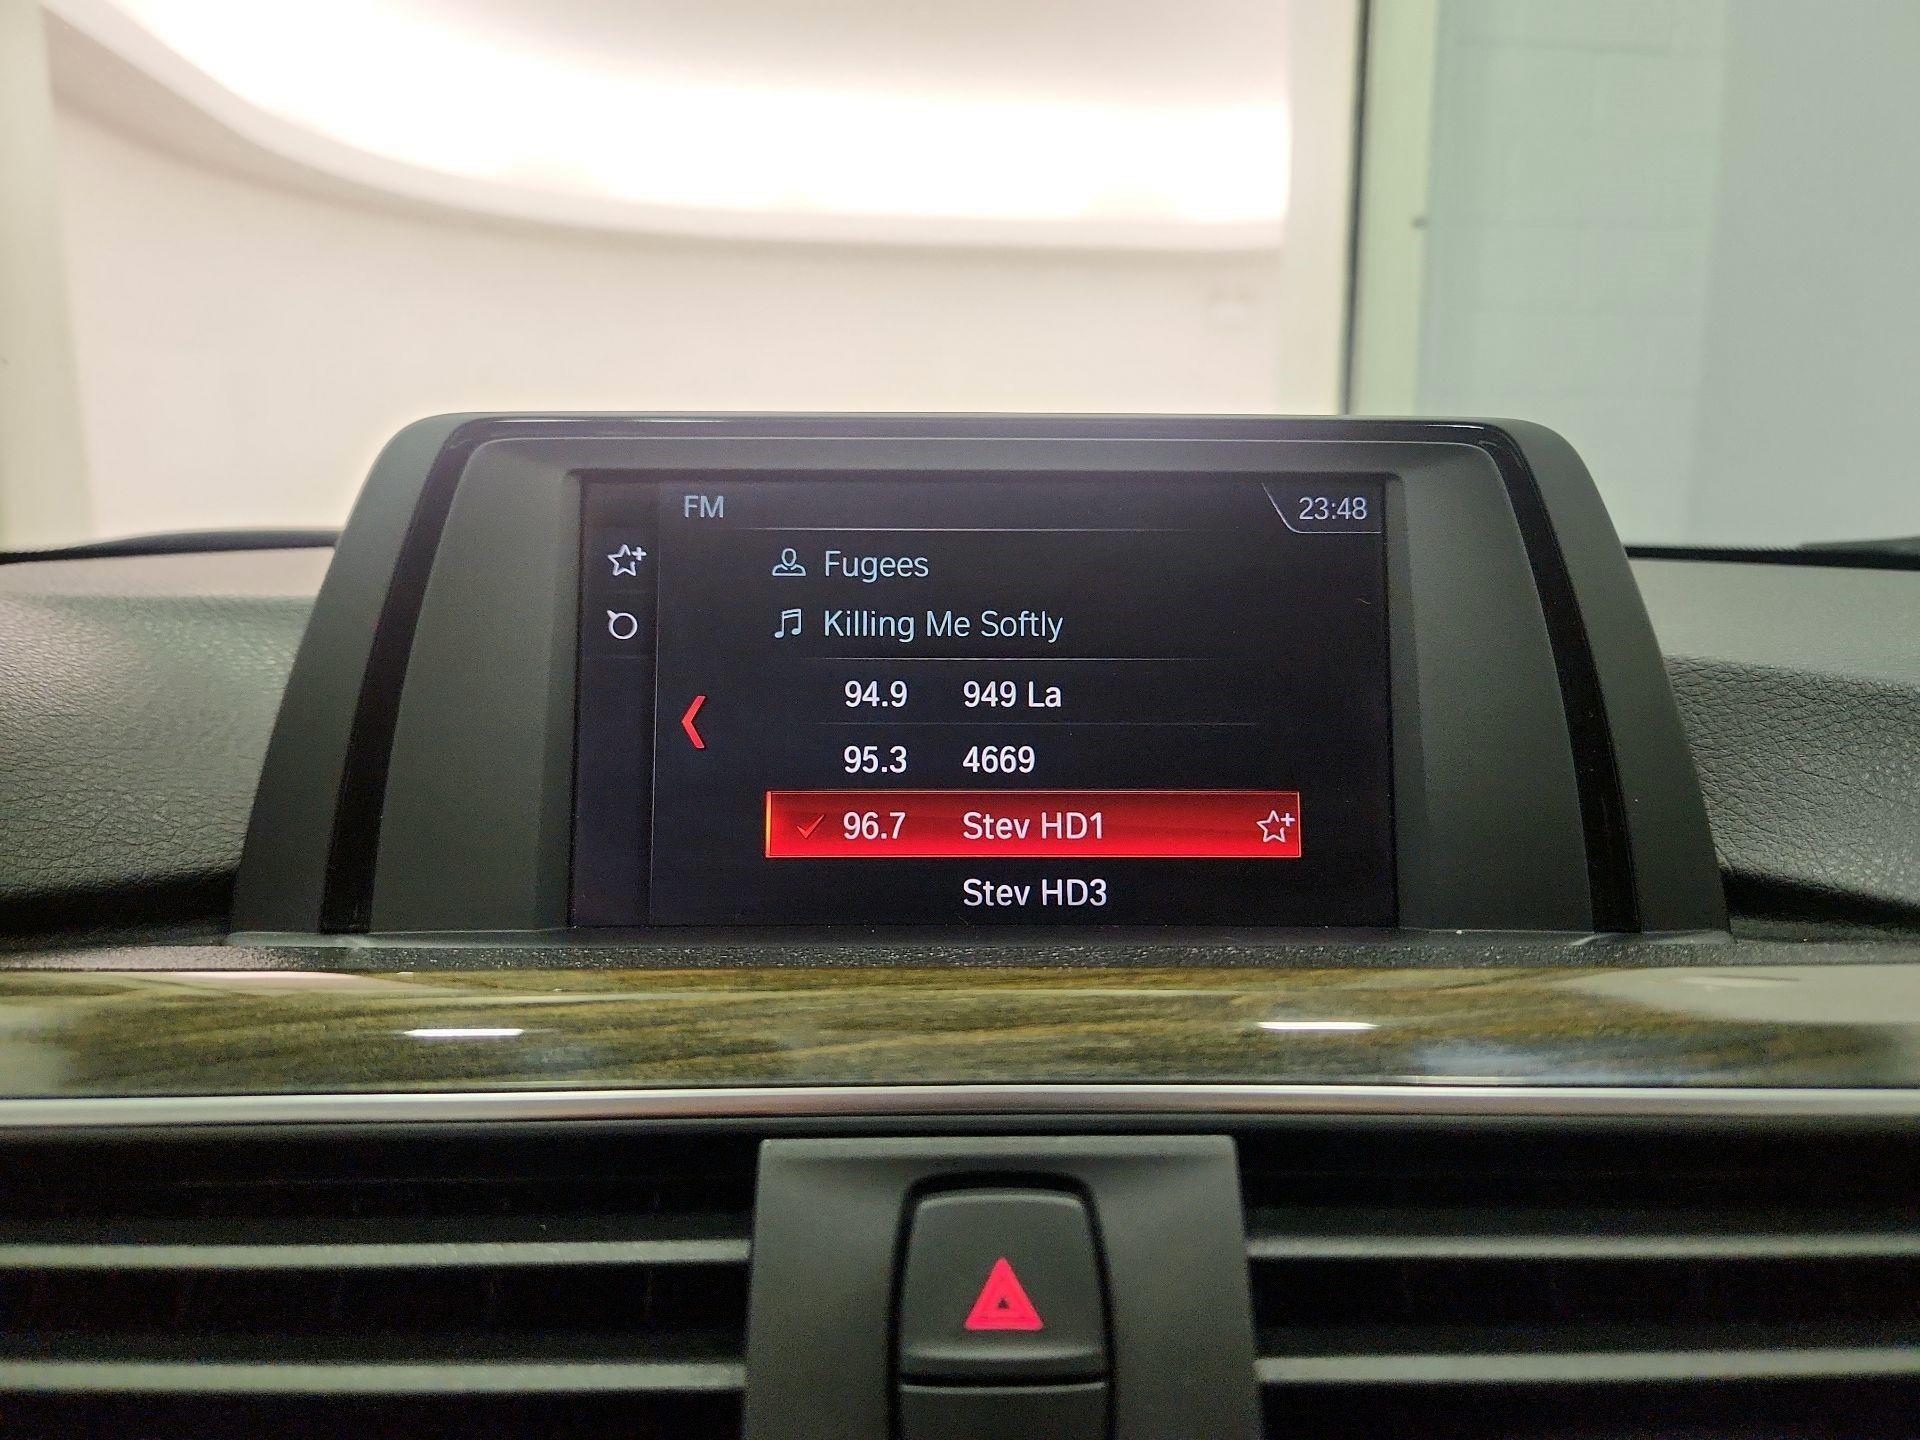 FM 23:48
Fugees
Killing Me Softly
94.9 949 La
95.3 4669
96.7 Stev HD1
Stev HD3